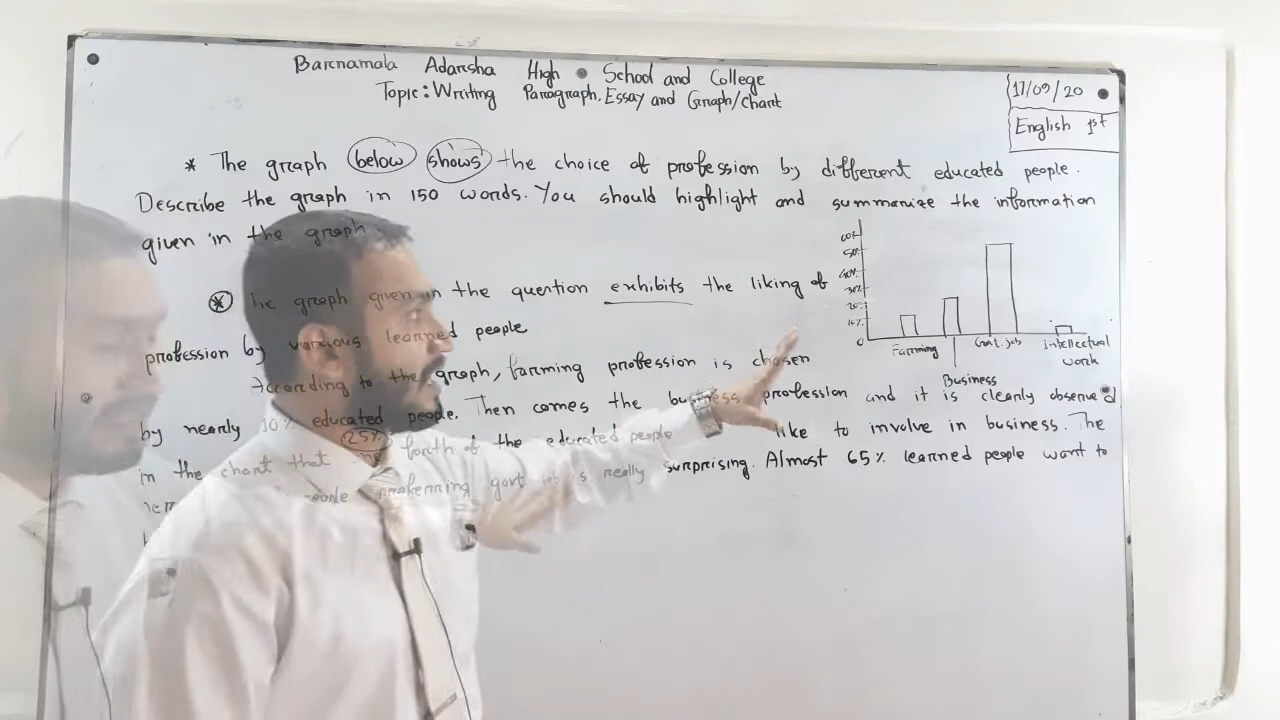 Barnamala Adarsha High School and College
Topic: Writing Paragraph, Essay and Graph/Chart
17/09/20
English 1st
* The graph below shows the choice of profession by different educated people.
Describe the graph in 150 words. You should highlight and summarize the information
given in the graph
60%
50%
40%
30%
20%
10%
0
Farming
Business
Govt. job
intellectual
work
* The graph given in the question exhibits the liking of
profession by various learned people
According to the graph, farming profession is chosen
by nearly 10% educated people. Then comes the business profession and it is clearly observed
in the chart that forth of the educated people like to involve in business. The
25%
people preferring govt job is really surprising. Almost 65% learned people want to